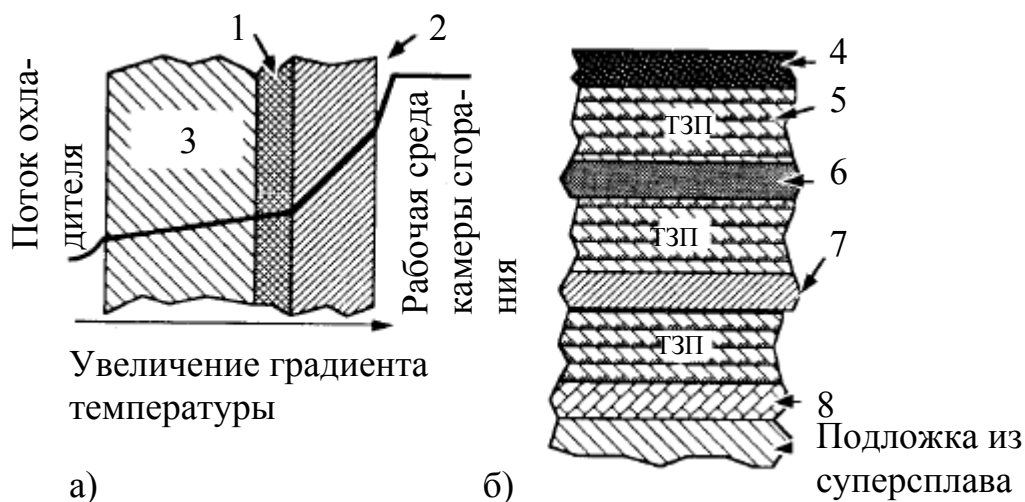 1
2
3
Поток охла-
дителя
Рабочая среда
камеры сгора-
ния
Увеличение градиента
температуры
а)
4
5
ТЗП
6
ТЗП
7
ТЗП
8
Подложка из
суперсплава
б)